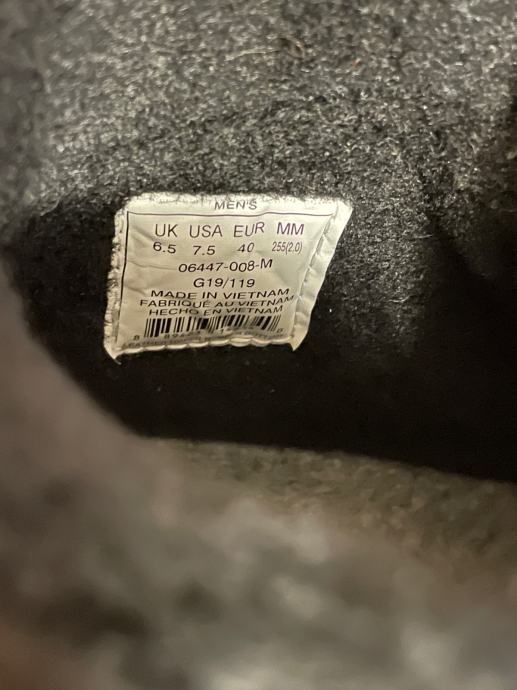 MEN'S
UK USA EUR MM
6.5 7.5 40 255(2.0)
06447-008-M
G19/119
MADE IN VIETNAM
FABRIQUÉ AU VIETNAM
HECHO EN VIETNAM